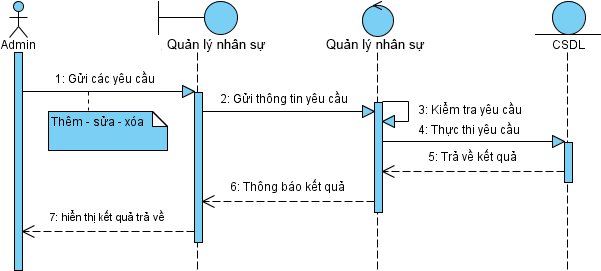 Admin
Quản lý nhân sự
Quản lý nhân sự
CSDL
1: Gửi các yêu cầu
Thêm - sửa - xóa
2: Gửi thông tin yêu cầu
3: Kiểm tra yêu cầu
4: Thực thi yêu cầu
5: Trả về kết quả
6: Thông báo kết quả
7: hiển thị kết quả trả về